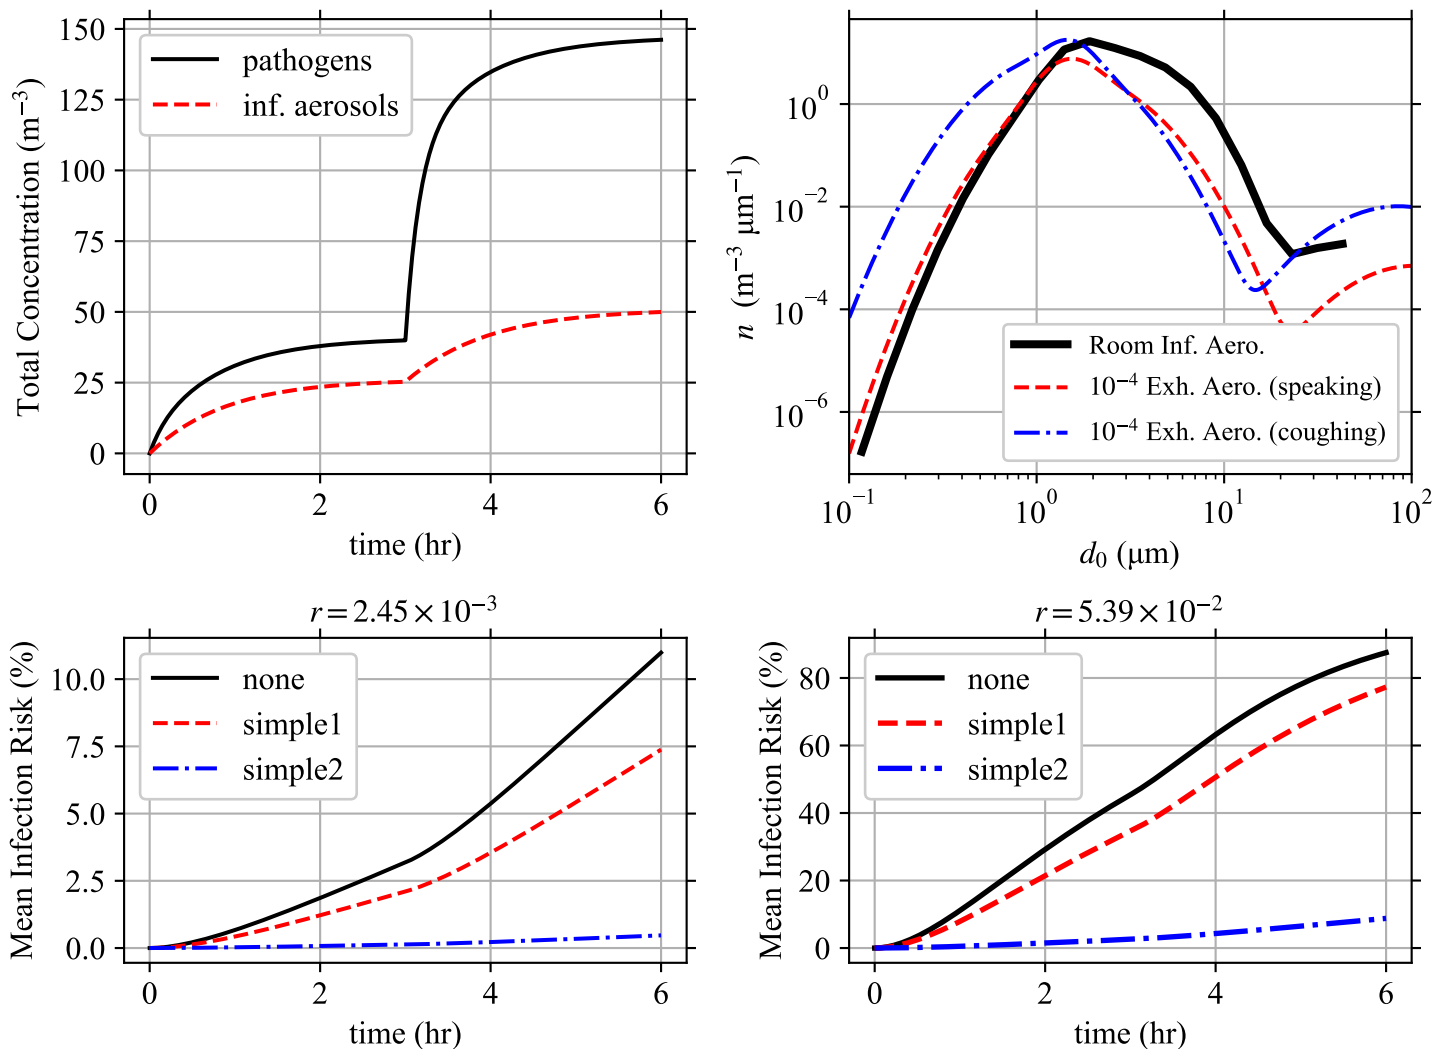 150
125
100
75
50
25
0
Total Concentration (m⁻³)
pathogens
inf. aerosols
0 2 4 6
time (hr)
10⁰
10⁻²
10⁻⁴
10⁻⁶
n (m⁻³ μm⁻¹)
Room Inf. Aero.
10⁻⁴ Exh. Aero. (speaking)
10⁻⁴ Exh. Aero. (coughing)
10⁻¹ 10⁰ 10¹ 10²
d₀ (μm)
r = 2.45 × 10⁻³
10.0
7.5
5.0
2.5
0.0
Mean Infection Risk (%)
none
simple1
simple2
0 2 4 6
time (hr)
r = 5.39 × 10⁻²
80
60
40
20
0
Mean Infection Risk (%)
none
simple1
simple2
0 2 4 6
time (hr)